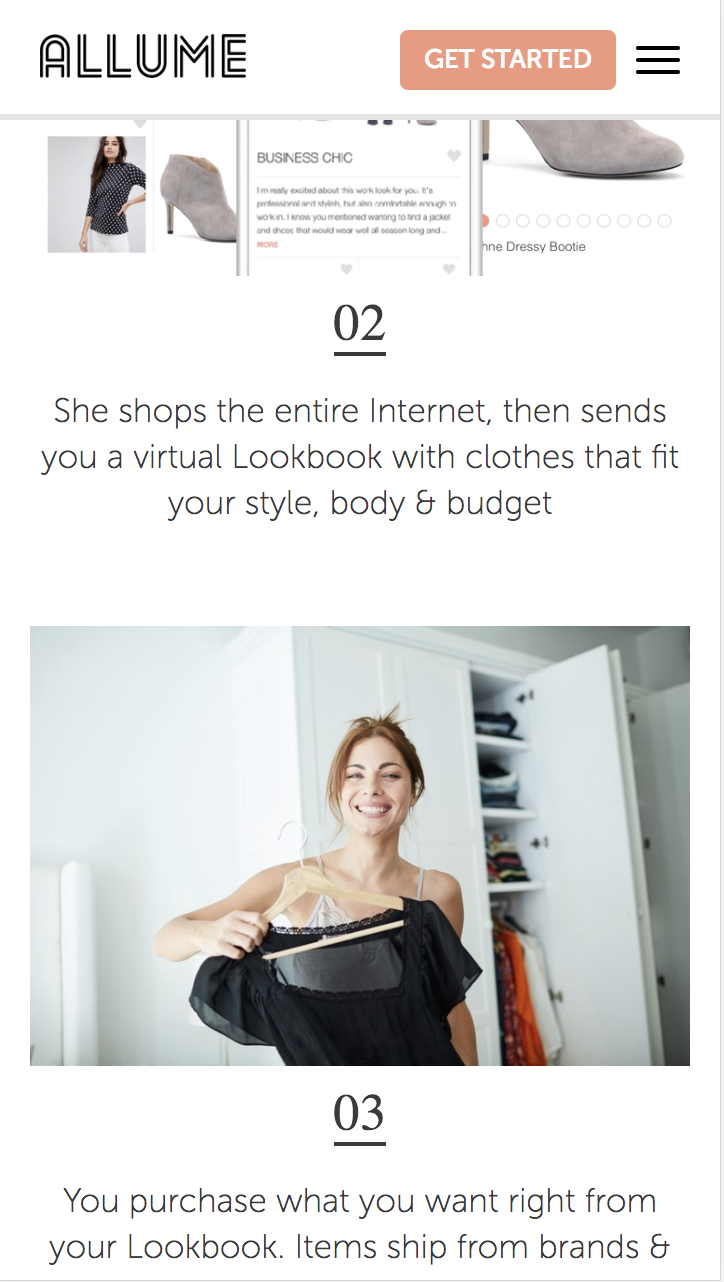 ALLUME
GET STARTED
BUSINESS CHIC
I'm really excited about this work look for you. It's
professional and stylish, but also comfortable enough to
work in. I know you mentioned wanting to find a jacket
and shoes that would wear well all season long and ...
MORE
hne Dressy Bootie
02
She shops the entire Internet, then sends
you a virtual Lookbook with clothes that fit
your style, body & budget
03
You purchase what you want right from
your Lookbook. Items ship from brands &